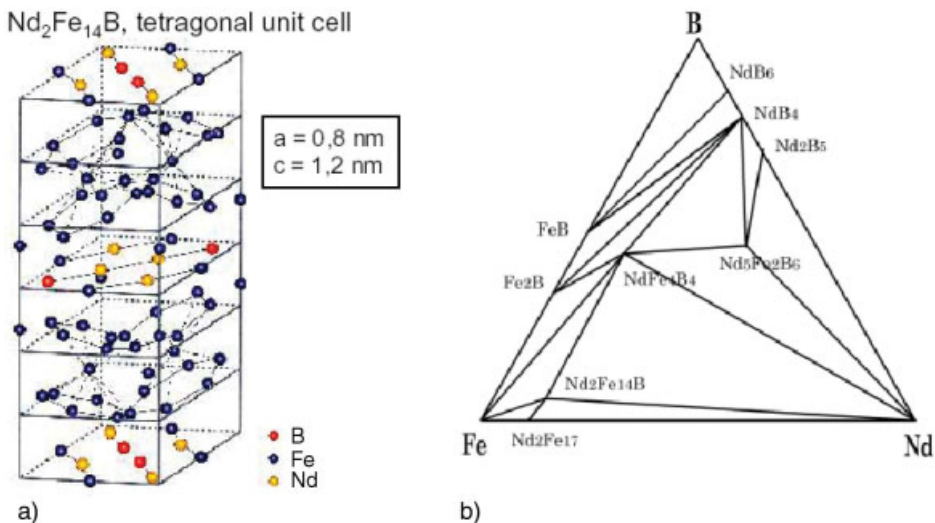 Nd₂Fe₁₄B, tetragonal unit cell
a = 0,8 nm
c = 1,2 nm
B
Fe
Nd
a)
B
NdB6
NdB4
Nd2B5
FeB
Fe2B
NdFe4B4
Nd5Fe2B6
Nd2Fe14B
Fe
Nd2Fe17
Nd
b)